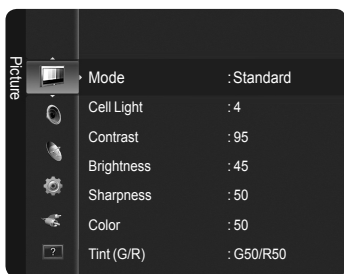 Picture
Mode : Standard
Cell Light : 4
Contrast : 95
Brightness : 45
Sharpness : 50
Color : 50
Tint (G/R) : G50/R50
?